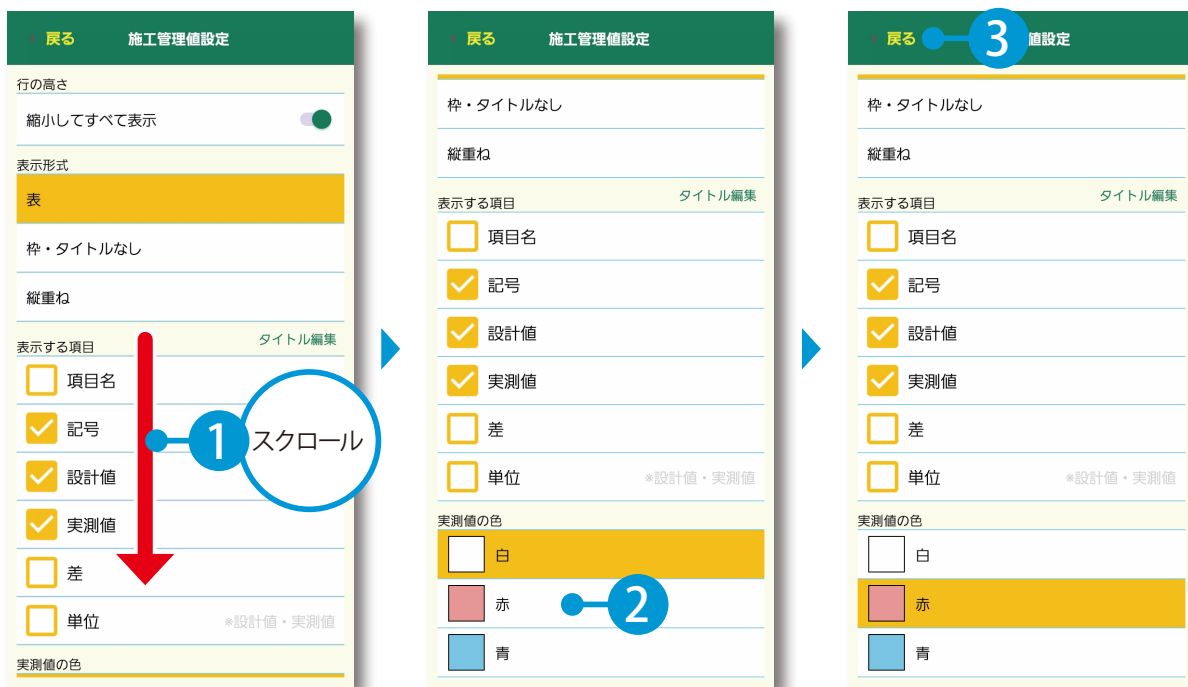 戻る 施工管理値設定
行の高さ
縮小してすべて表示
表示形式
表
枠・タイトルなし
縦重ね
表示する項目 タイトル編集
項目名
記号
設計値
実測値
差
単位 *設計値・実測値
実測値の色
1 スクロール
戻る 施工管理値設定
枠・タイトルなし
縦重ね
表示する項目 タイトル編集
項目名
記号
設計値
実測値
差
単位 *設計値・実測値
実測値の色
白
赤 2
青
戻る 3 値設定
枠・タイトルなし
縦重ね
表示する項目 タイトル編集
項目名
記号
設計値
実測値
差
単位 *設計値・実測値
実測値の色
白
赤
青